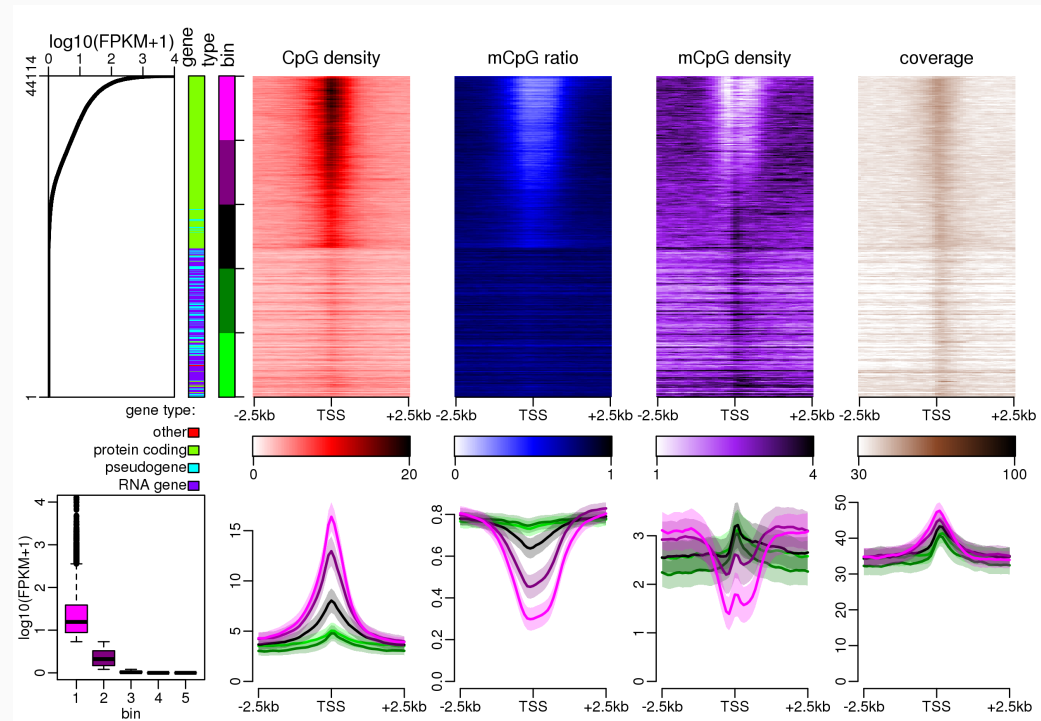 log10(FPKM+1)
0 1 2 3 4
44114
1
gene
type
bin
CpG density
mCpG ratio
mCpG density
coverage
-2.5kb TSS +2.5kb
-2.5kb TSS +2.5kb
-2.5kb TSS +2.5kb
-2.5kb TSS +2.5kb
gene type:
other
protein coding
pseudogene
RNA gene
0 20
0 1
1 4
30 100
log10(FPKM+1)
4
3
2
1
0
1 2 3 4 5
bin
15
10
5
0
-2.5kb TSS +2.5kb
0.8
0.6
0.4
0.2
0.0
-2.5kb TSS +2.5kb
3
2
1
0
-2.5kb TSS +2.5kb
50
40
30
20
10
0
-2.5kb TSS +2.5kb